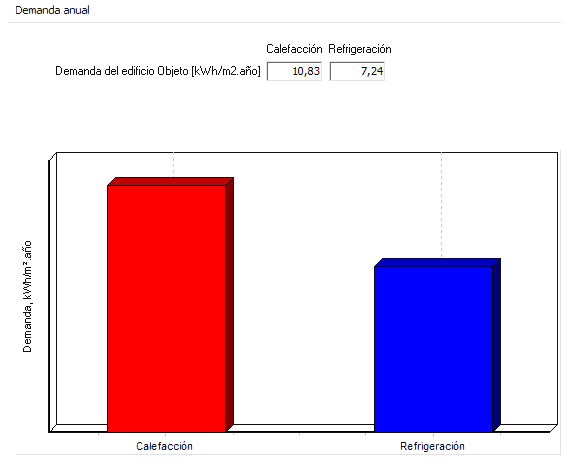 Demanda anual
Calefacción Refrigeración
Demanda del edificio Objeto [kWh/m2.año] 10,83 7,24
Demanda, kWh/m².año
Calefacción Refrigeración